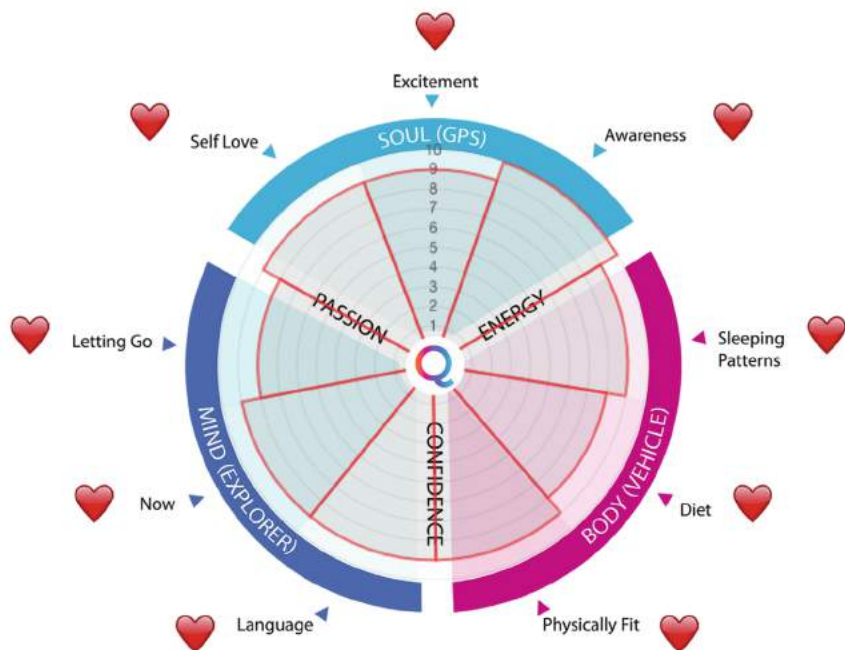 Excitement
Self Love
Awareness
SOUL (GPS)
10
9
8
7
6
5
4
3
2
1
PASSION
ENERGY
Letting Go
Sleeping
Patterns
Q
MIND (EXPLORER)
CONFIDENCE
BODY (VEHICLE)
Now
Diet
Language
Physically Fit